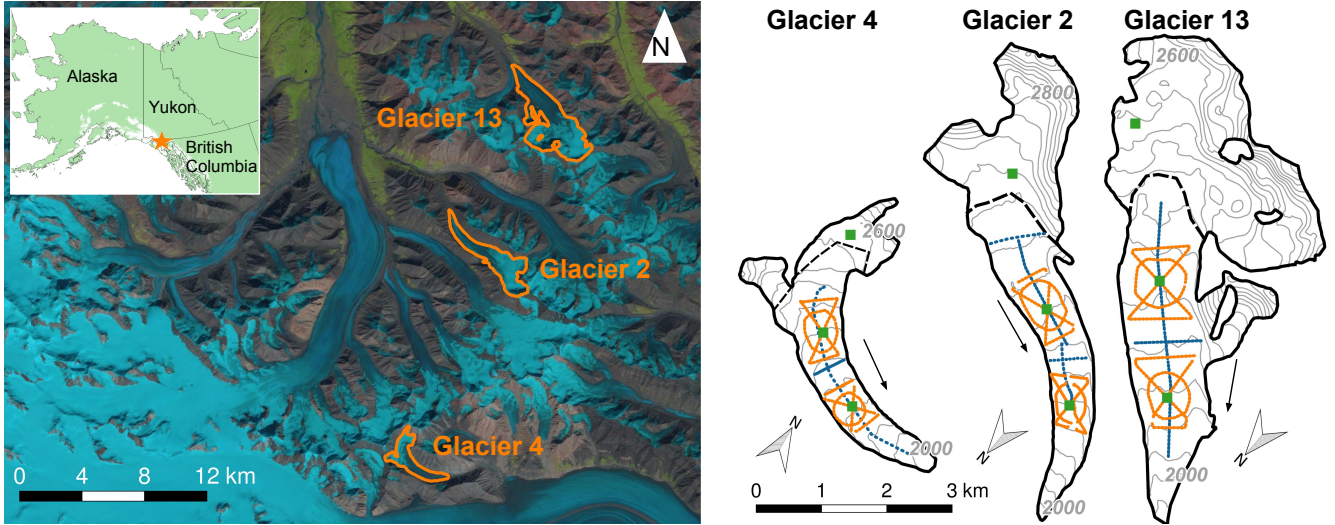 Alaska
Yukon
British
Columbia
N
Glacier 13
Glacier 2
Glacier 4
0 4 8 12 km
Glacier 4
Glacier 2
Glacier 13
2600
2000
N
2800
2000
N
2600
2000
N
0 1 2 3 km